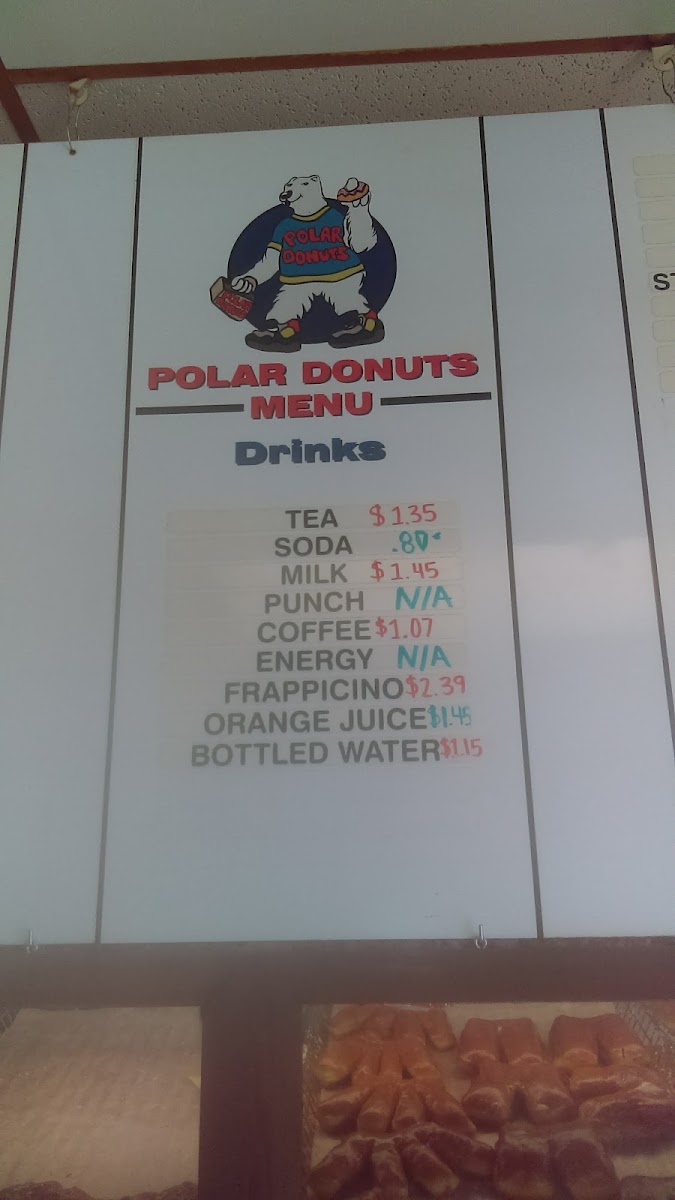 POLAR
DONUTS
POLAR DONUTS
MENU
Drinks
TEA $1.35
SODA .80¢
MILK $1.45
PUNCH N/A
COFFEE $1.07
ENERGY N/A
FRAPPICINO $2.39
ORANGE JUICE $1.45
BOTTLED WATER $1.15